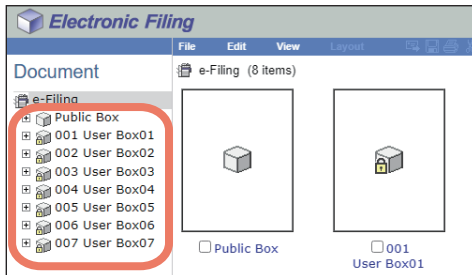 Electronic Filing
File Edit View Layout
Document
e-Filing (8 items)
e-Filing
Public Box
001 User Box01
002 User Box02
003 User Box03
004 User Box04
005 User Box05
006 User Box06
007 User Box07
Public Box
001
User Box01